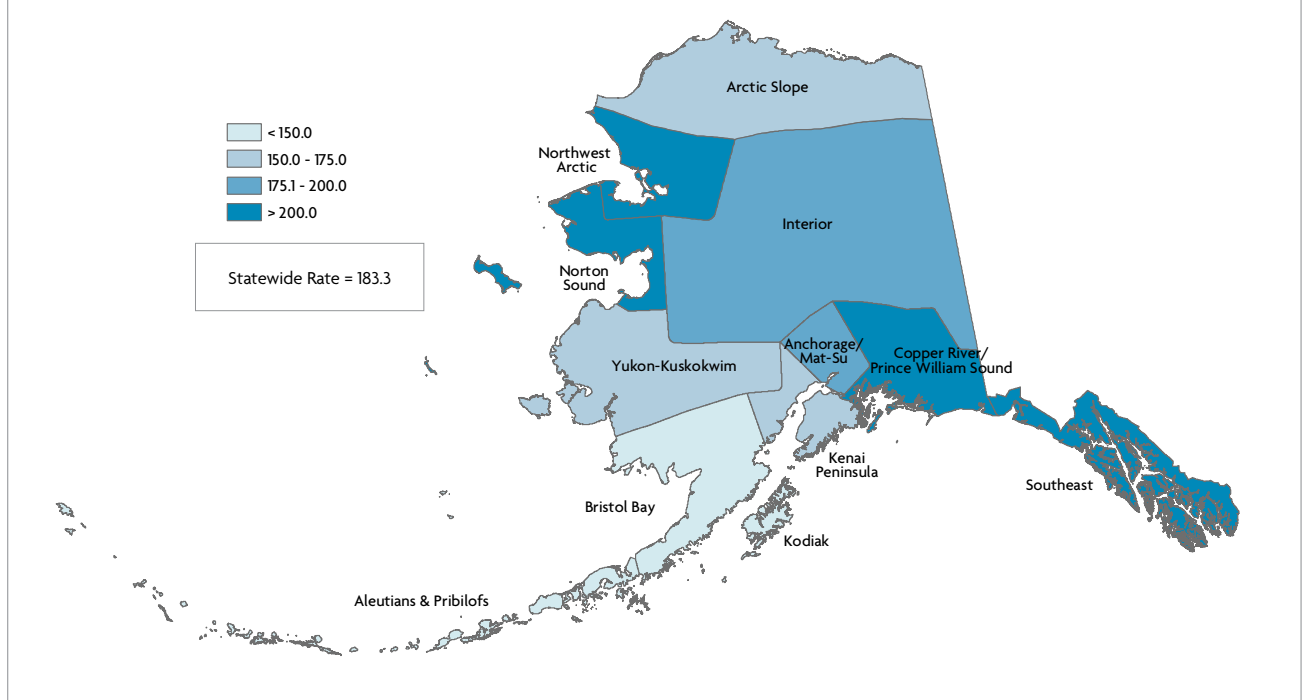 Arctic Slope
< 150.0
150.0 - 175.0
175.1 - 200.0
> 200.0
Northwest
Arctic
Interior
Statewide Rate = 183.3
Norton
Sound
Anchorage/
Mat-Su
Copper River/
Prince William Sound
Yukon-Kuskokwim
Kenai
Peninsula
Southeast
Bristol Bay
Kodiak
Aleutians & Pribilofs